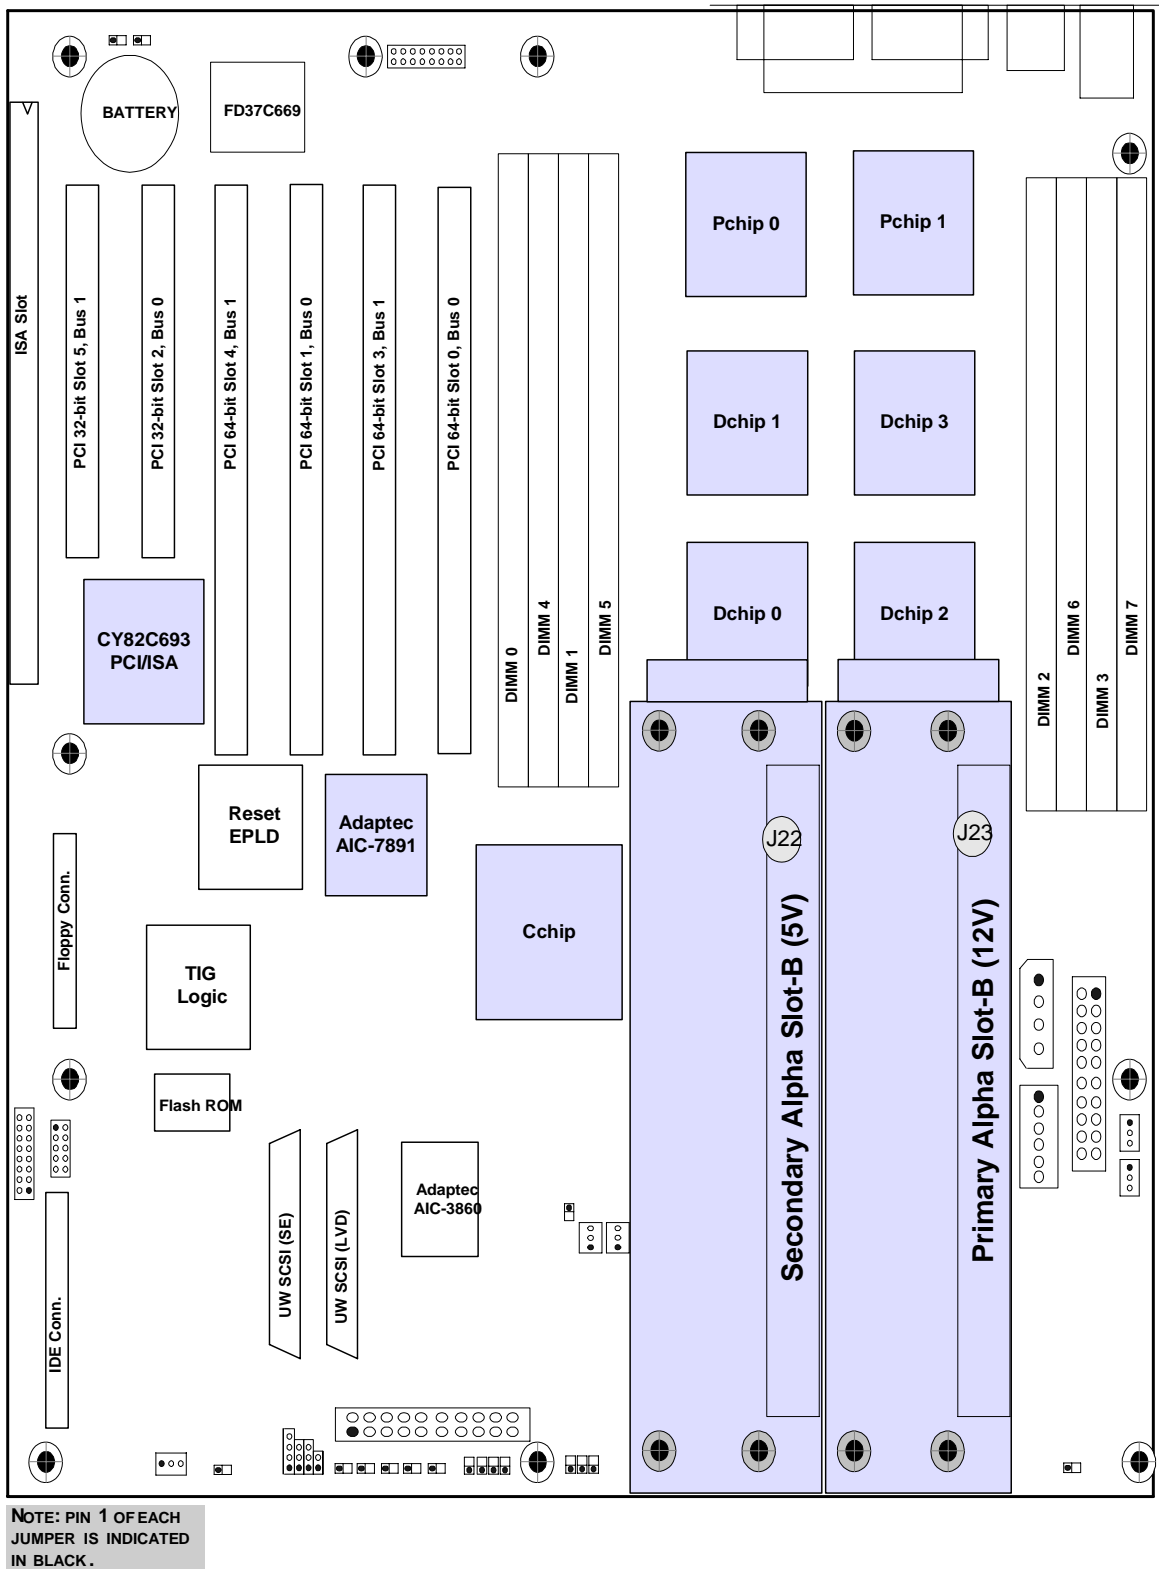 BATTERY
FD37C669
ISA Slot
PCI 32-bit Slot 5, Bus 1
PCI 32-bit Slot 2, Bus 0
PCI 64-bit Slot 4, Bus 1
PCI 64-bit Slot 1, Bus 0
PCI 64-bit Slot 3, Bus 1
PCI 64-bit Slot 0, Bus 0
DIMM 0
DIMM 4
DIMM 1
DIMM 5
Pchip 0
Pchip 1
Dchip 1
Dchip 3
Dchip 0
Dchip 2
DIMM 2
DIMM 6
DIMM 3
DIMM 7
CY82C693
PCI/ISA
Reset
EPLD
Adaptec
AIC-7891
J22
J23
Floppy Conn.
Cchip
TIG
Logic
Secondary Alpha Slot-B (5V)
Primary Alpha Slot-B (12V)
Flash ROM
UW SCSI (SE)
UW SCSI (LVD)
Adaptec
AIC-3860
IDE Conn.
NOTE: PIN 1 OF EACH
JUMPER IS INDICATED
IN BLACK.